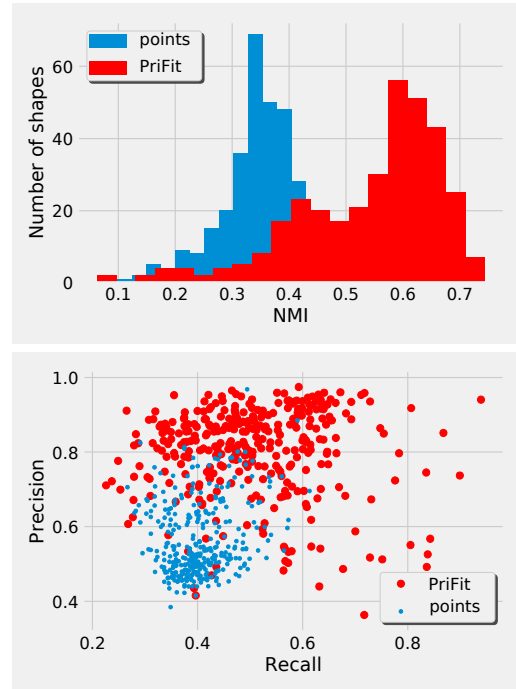 points
PriFit
Number of shapes
60
40
20
0
0.1 0.2 0.3 0.4 0.5 0.6 0.7
NMI
1.0
0.8
0.6
0.4
Precision
PriFit
points
0.2 0.4 0.6 0.8
Recall